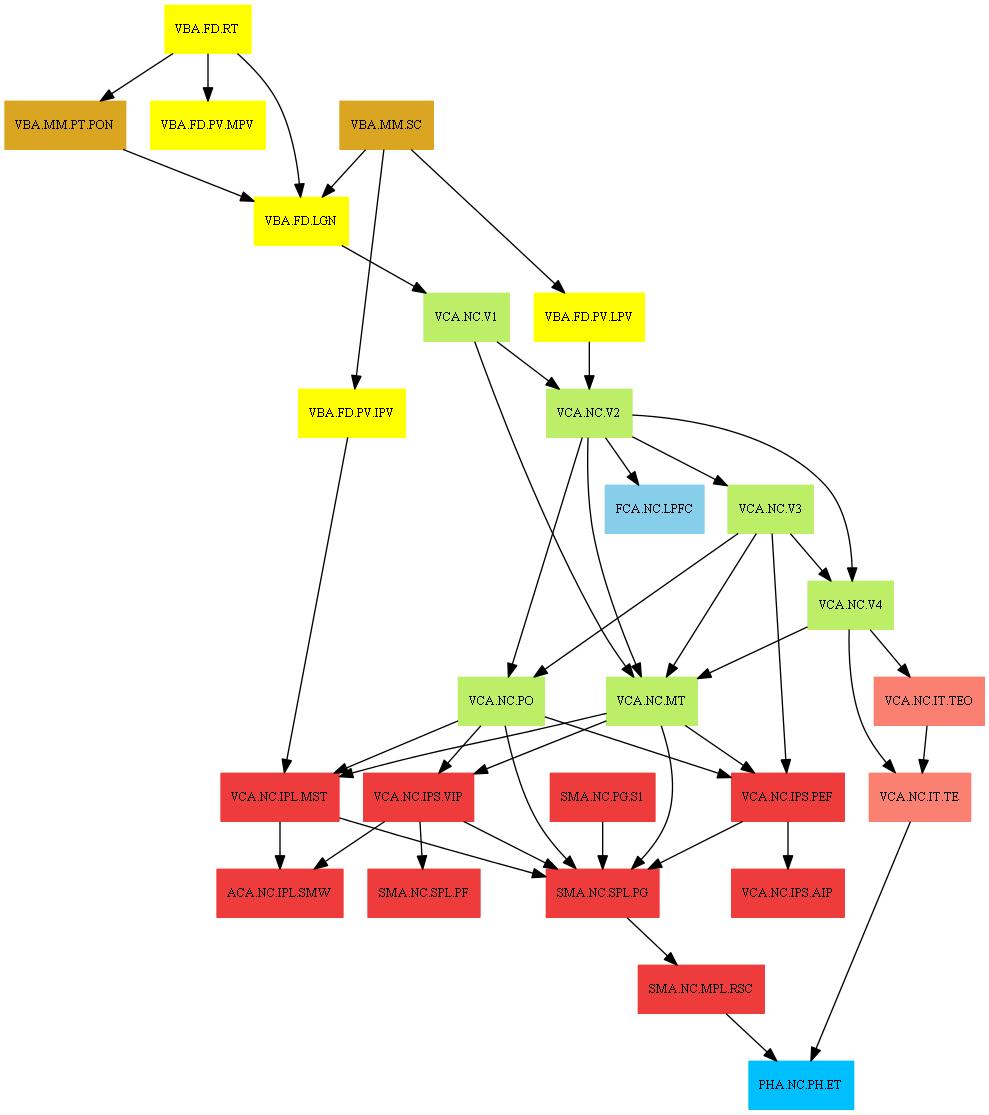 VBA.FD.RT
VBA.MM.PT.PON
VBA.FD.PV.MPV
VBA.MM.SC
VBA.FD.LGN
VCA.NC.V1
VBA.FD.PV.LPV
VBA.FD.PV.IPV
VCA.NC.V2
FCA.NC.LPFC
VCA.NC.V3
VCA.NC.V4
VCA.NC.PO
VCA.NC.MT
VCA.NC.IT.TEO
VCA.NC.IPL.MST
VCA.NC.IPS.VIP
SMA.NC.PG.S1
VCA.NC.IPS.PEF
VCA.NC.IT.TE
ACA.NC.IPL.SMW
SMA.NC.SPL.PF
SMA.NC.SPL.PG
VCA.NC.IPS.AIP
SMA.NC.MPL.RSC
PHA.NC.PH.ET